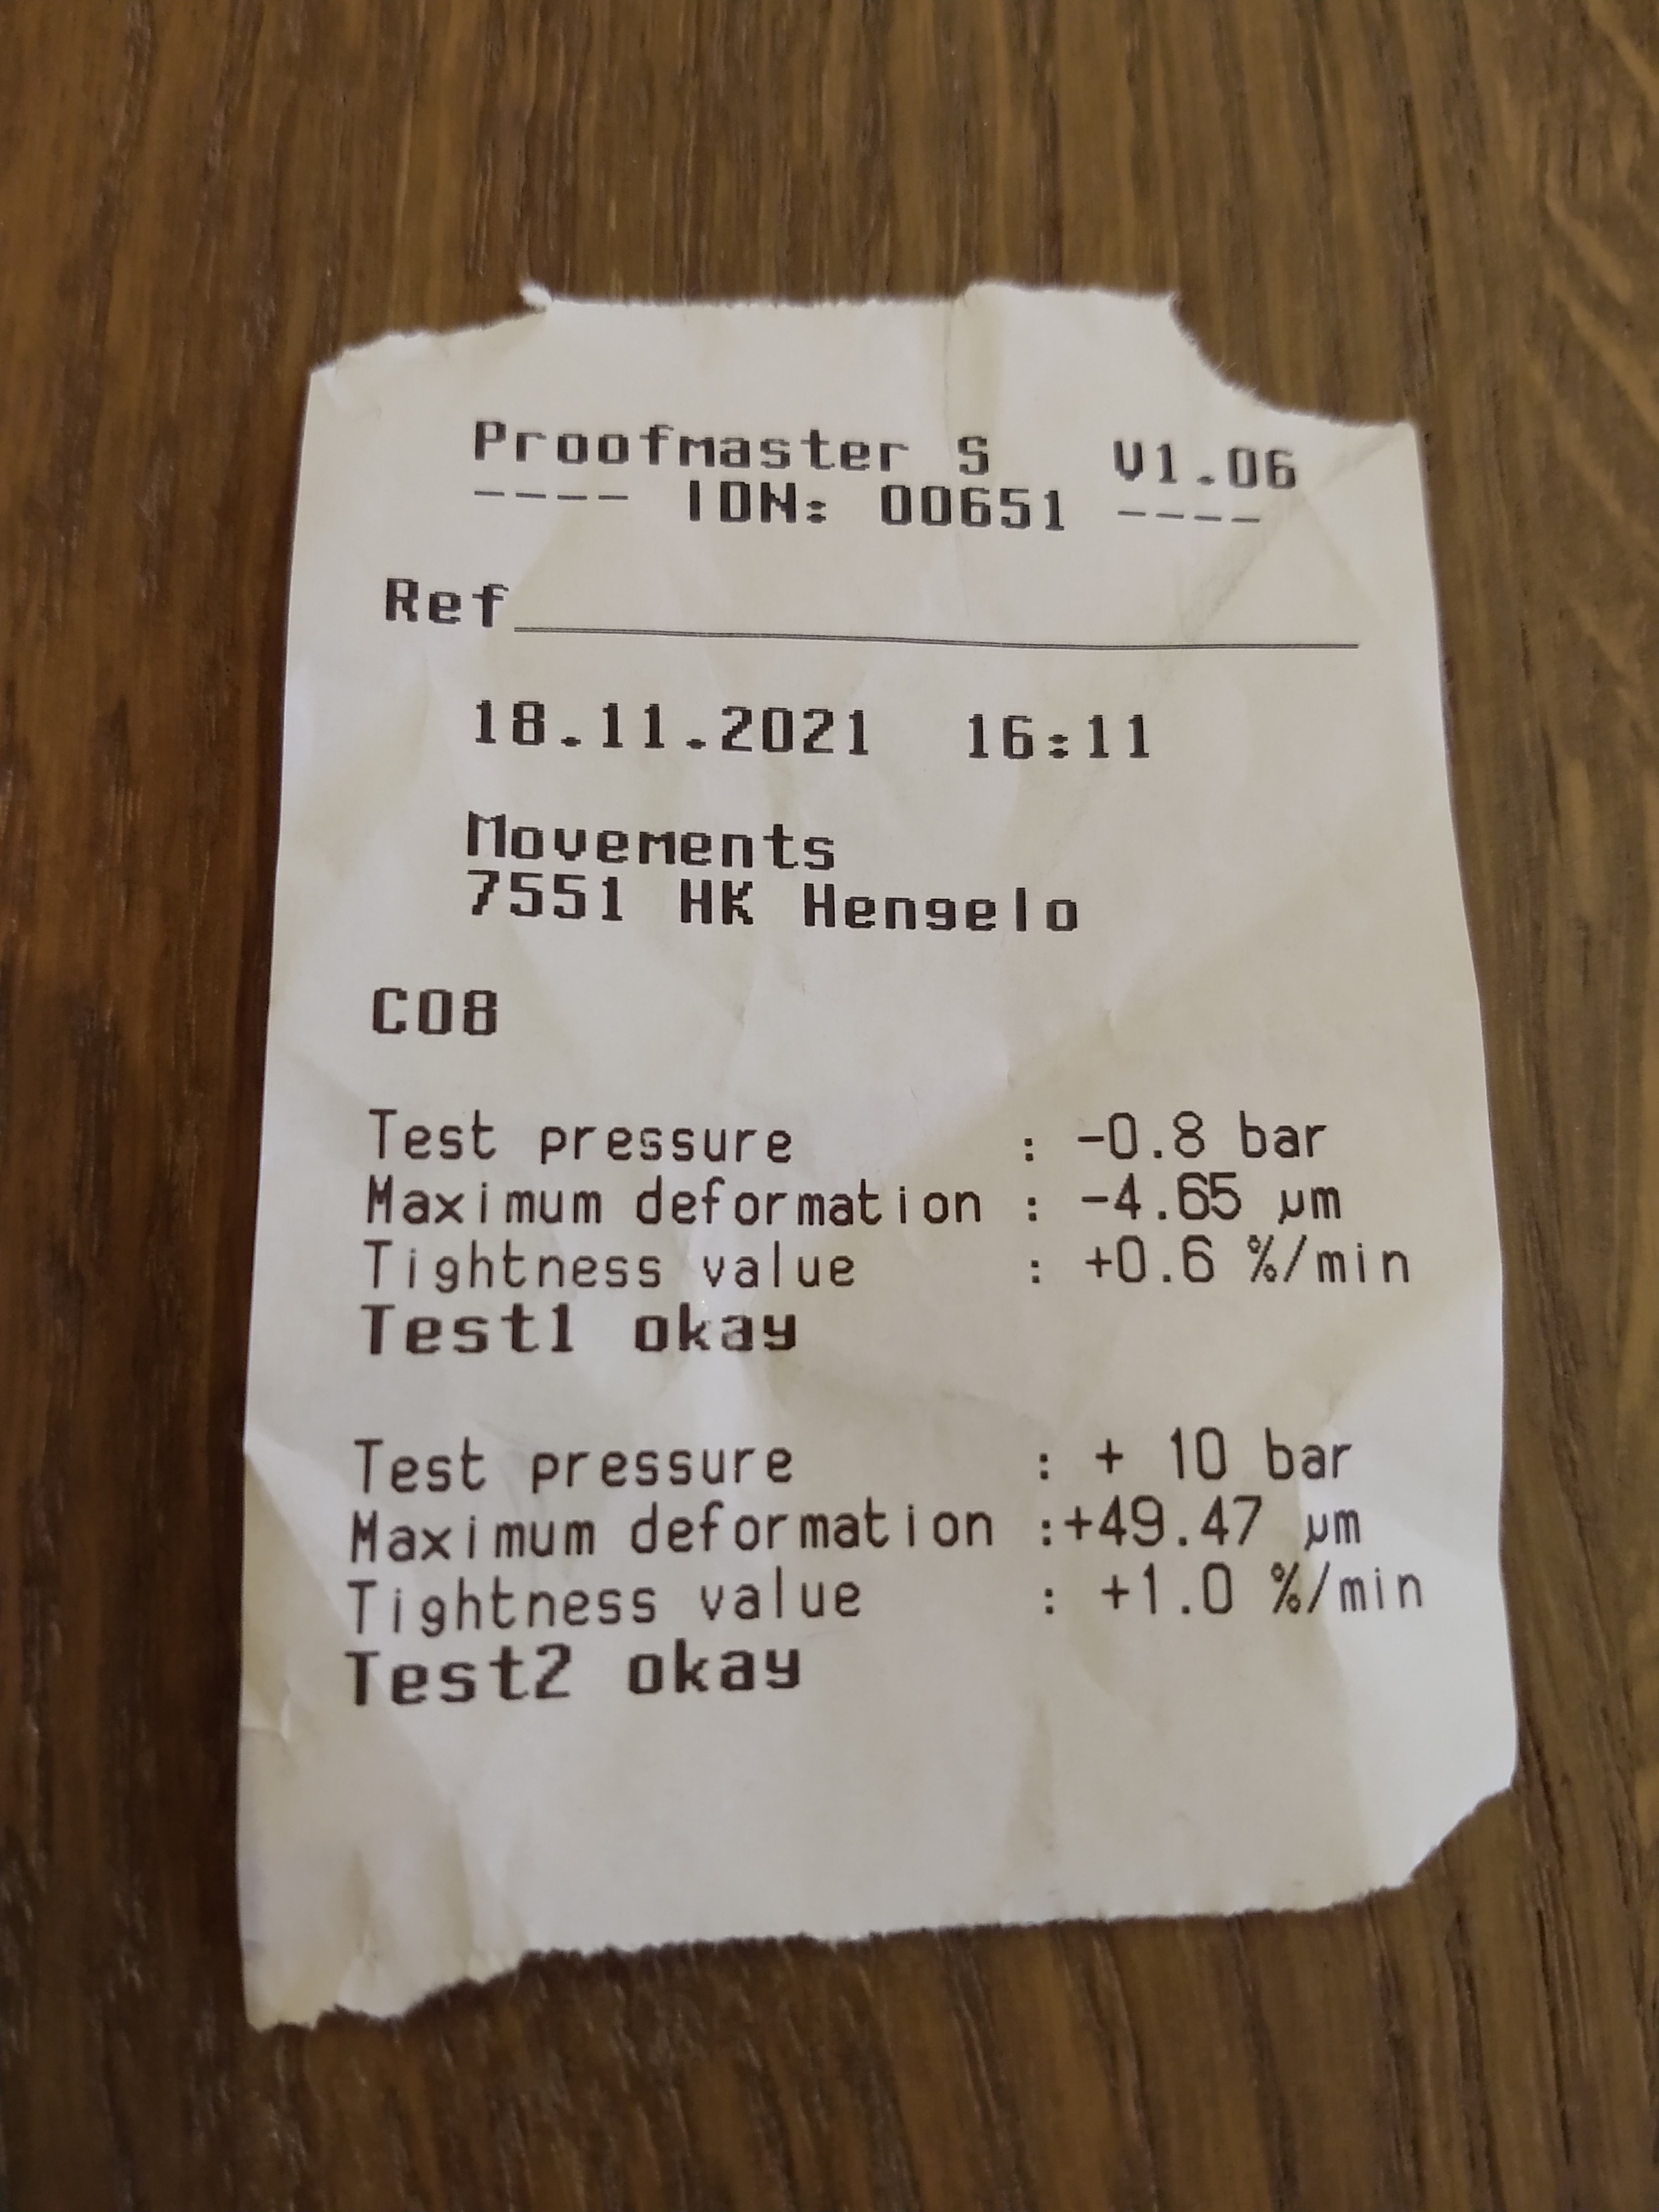 Proofmaster S V1.06
---- IDN: 00651 ----
Ref
18.11.2021 16:11
Movements
7551 HK Hengelo
C08
Test pressure : -0.8 bar
Maximum deformation : -4.65 µm
Tightness value : +0.6 %/min
Test1 okay
Test pressure : + 10 bar
Maximum deformation :+49.47 µm
Tightness value : +1.0 %/min
Test2 okay